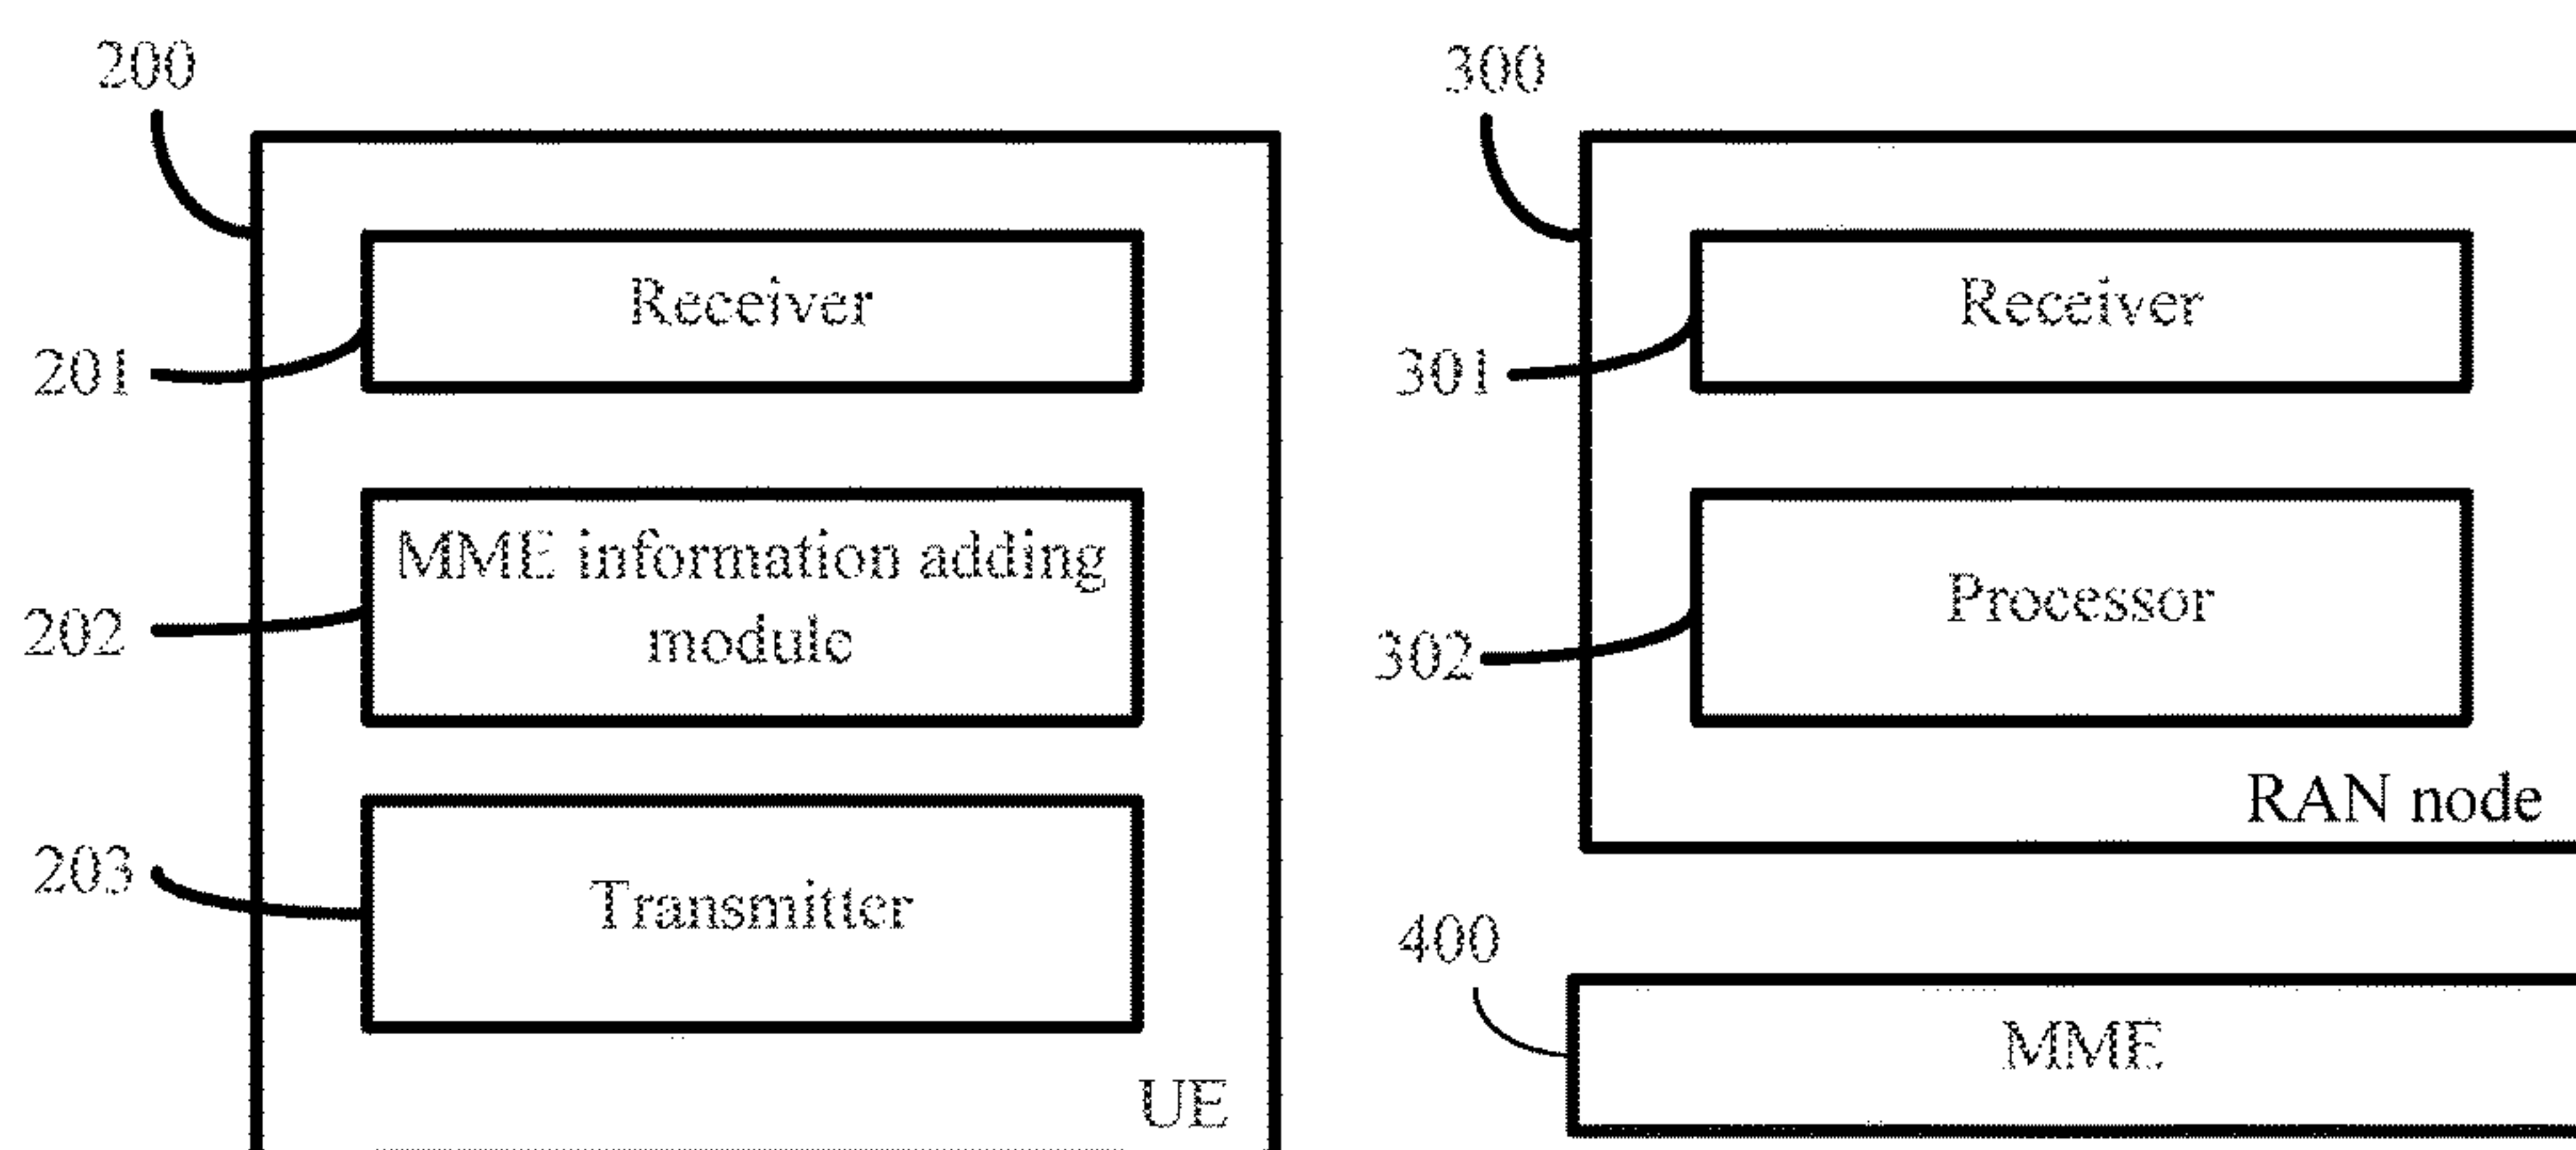 200
Receiver
201
MME information adding
module
202
Transmitter
203
UE
300
Receiver
301
Processor
302
RAN node
400
MME